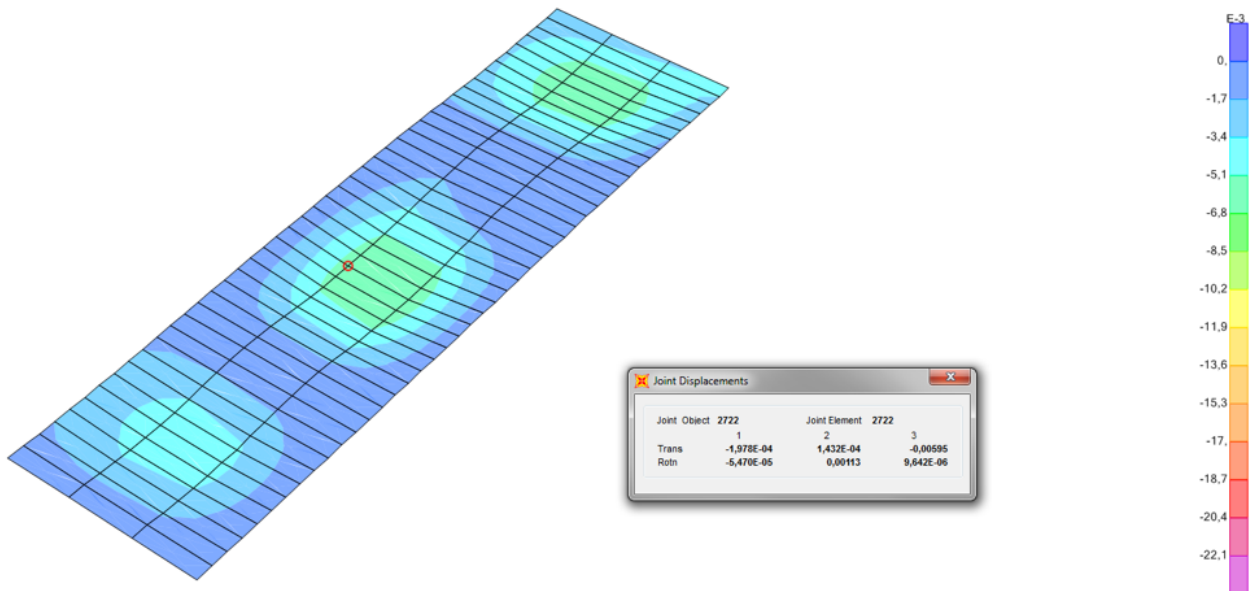 E-3
0,
-1,7
-3,4
-5,1
-6,8
-8,5
-10,2
-11,9
-13,6
-15,3
-17,
-18,7
-20,4
-22,1
Joint Displacements
Joint Object 2722 Joint Element 2722
1 2 3
Trans -1,978E-04 1,432E-04 -0,00595
Rotn -5,470E-05 0,00113 9,642E-06